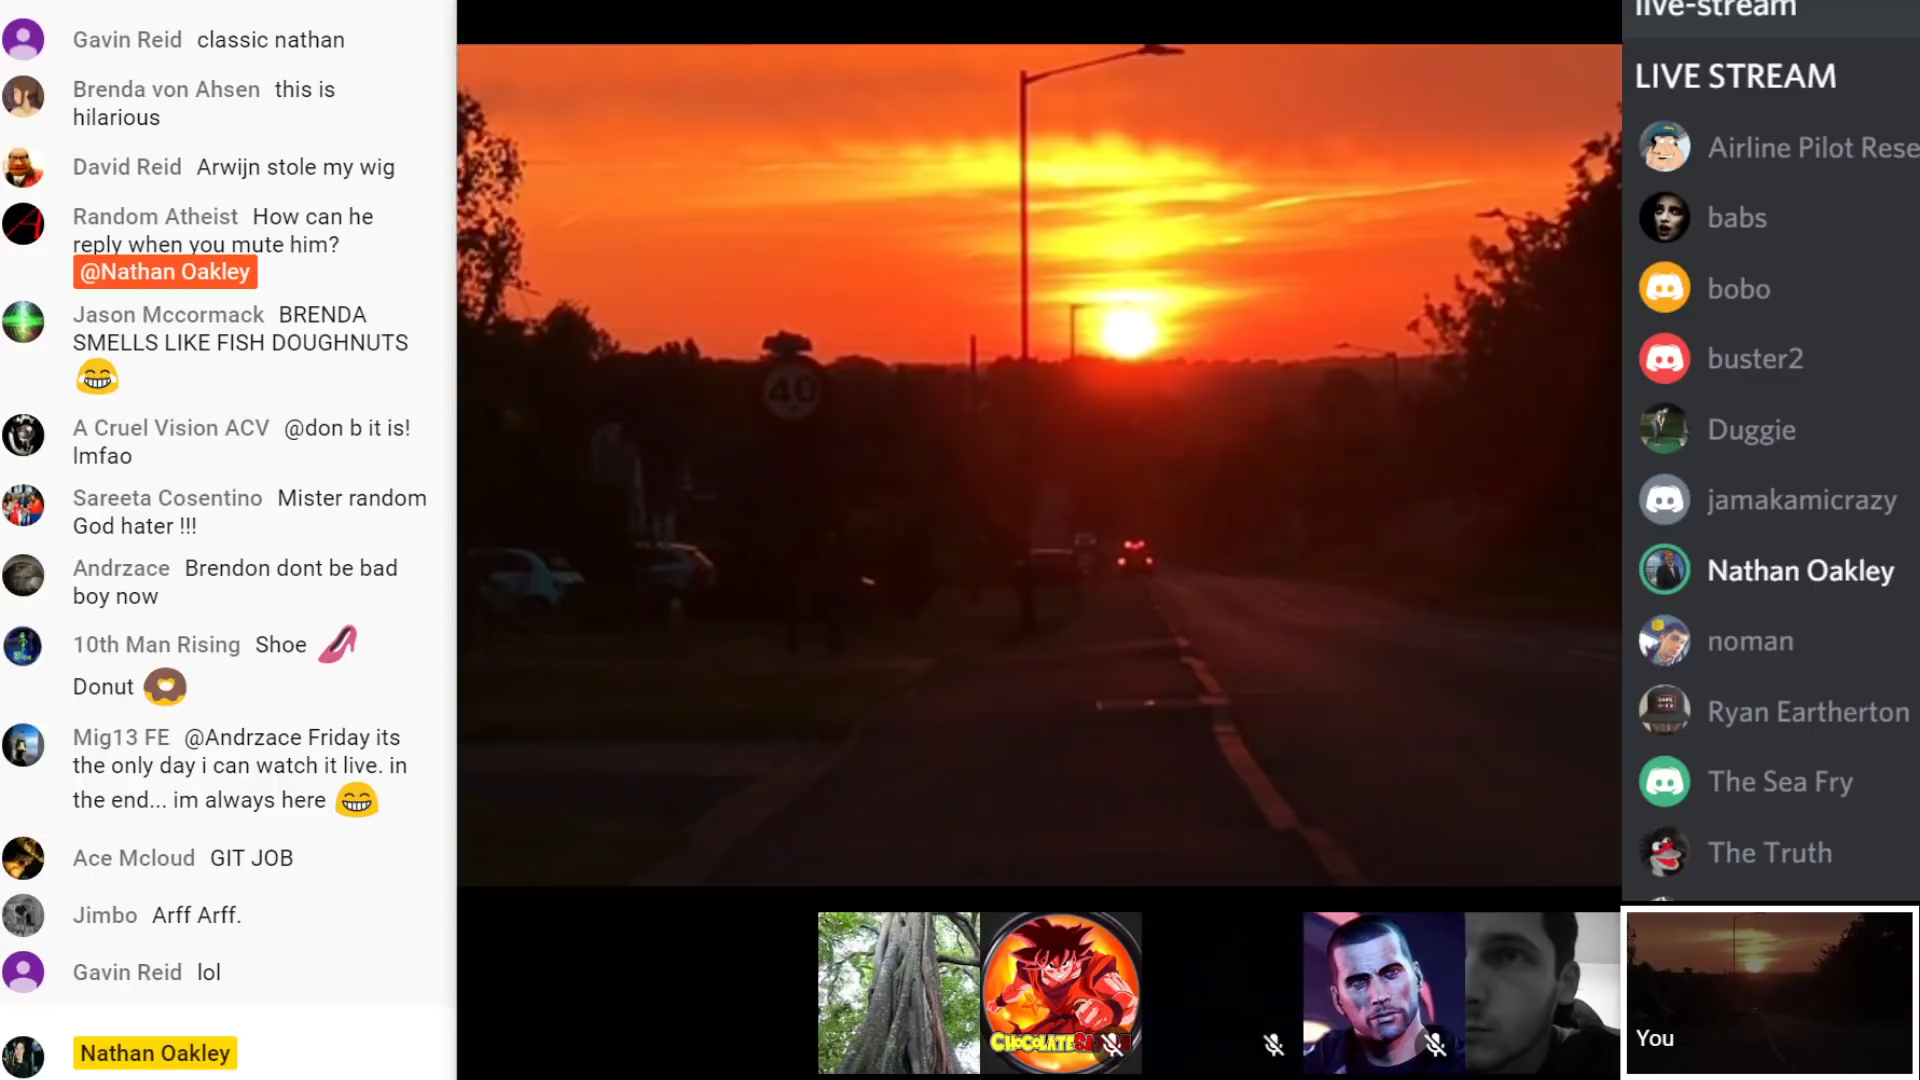 Gavin Reid classic nathan
Brenda von Ahsen this is
hilarious
David Reid Arwijn stole my wig
Random Atheist How can he
reply when you mute him?
@Nathan Oakley
Jason Mccormack BRENDA
SMELLS LIKE FISH DOUGHNUTS
A Cruel Vision ACV @don b it is!
lmfao
Sareeta Cosentino Mister random
God hater !!!
Andrzace Brendon dont be bad
boy now
10th Man Rising Shoe
Donut
Mig13 FE @Andrzace Friday its
the only day i can watch it live. in
the end... im always here
Ace Mcloud GIT JOB
Jimbo Arff Arff.
Gavin Reid lol
Nathan Oakley
40
live-stream
LIVE STREAM
Airline Pilot Rese
babs
bobo
buster2
Duggie
jamakamicrazy
Nathan Oakley
noman
Ryan Eartherton
The Sea Fry
The Truth
You